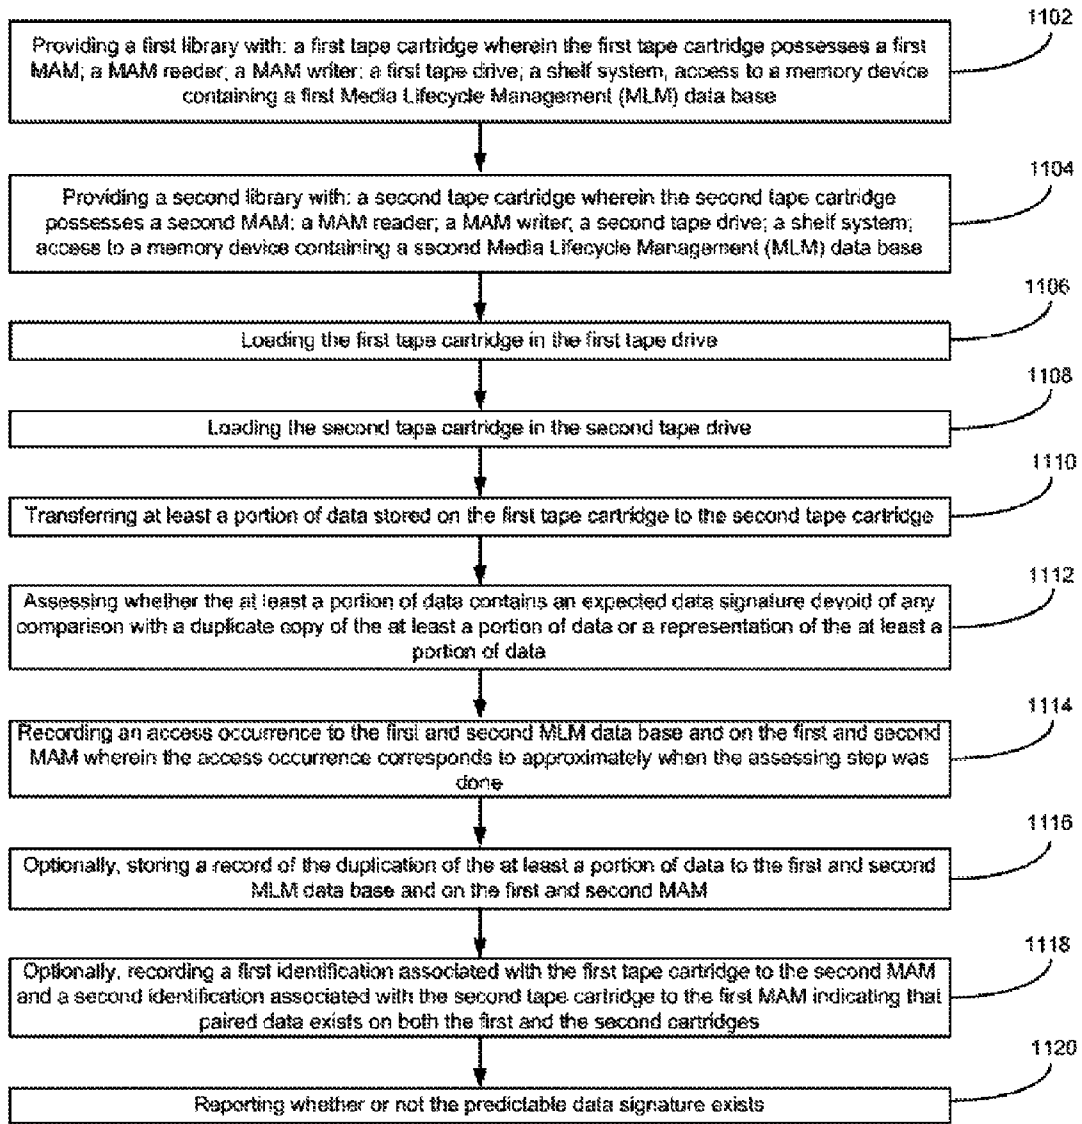 1102
Providing a first library with: a first tape cartridge wherein the first tape cartridge possesses a first
MAM; a MAM reader; a MAM writer; a first tape drive; a shelf system, access to a memory device
containing a first Media Lifecycle Management (MLM) data base
1104
Providing a second library with: a second tape cartridge wherein the second tape cartridge
possesses a second MAM; a MAM reader; a MAM writer; a second tape drive; a shelf system;
access to a memory device containing a second Media Lifecycle Management (MLM) data base
1106
Loading the first tape cartridge in the first tape drive
1108
Loading the second tape cartridge in the second tape drive
1110
Transferring at least a portion of data stored on the first tape cartridge to the second tape cartridge
1112
Assessing whether the at least a portion of data contains an expected data signature devoid of any
comparison with a duplicate copy of the at least a portion of data or a representation of the at least a
portion of data
1114
Recording an access occurrence to the first and second MLM data base and on the first and second
MAM wherein the access occurrence corresponds to approximately when the assessing step was
done
1116
Optionally, storing a record of the duplication of the at least a portion of data to the first and second
MLM data base and on the first and second MAM
1118
Optionally, recording a first identification associated with the first tape cartridge to the second MAM
and a second identification associated with the second tape cartridge to the first MAM indicating that
paired data exists on both the first and the second cartridges
1120
Reporting whether or not the predictable data signature exists